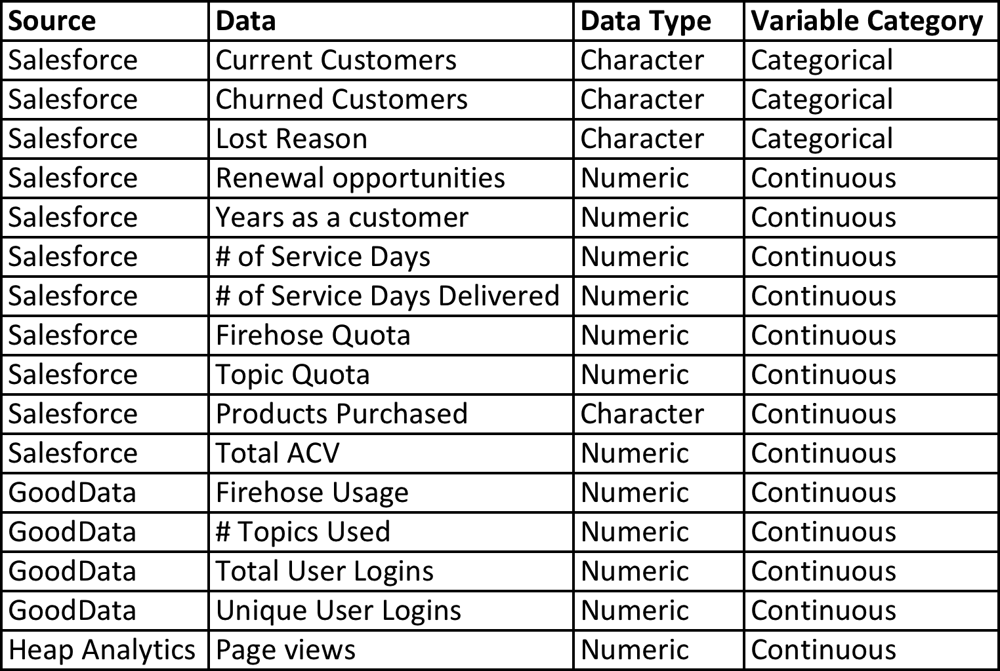 Source Data Data Type Variable Category
Salesforce Current Customers Character Categorical
Salesforce Churned Customers Character Categorical
Salesforce Lost Reason Character Categorical
Salesforce Renewal opportunities Numeric Continuous
Salesforce Years as a customer Numeric Continuous
Salesforce # of Service Days Numeric Continuous
Salesforce # of Service Days Delivered Numeric Continuous
Salesforce Firehose Quota Numeric Continuous
Salesforce Topic Quota Numeric Continuous
Salesforce Products Purchased Character Continuous
Salesforce Total ACV Numeric Continuous
GoodData Firehose Usage Numeric Continuous
GoodData # Topics Used Numeric Continuous
GoodData Total User Logins Numeric Continuous
GoodData Unique User Logins Numeric Continuous
Heap Analytics Page views Numeric Continuous